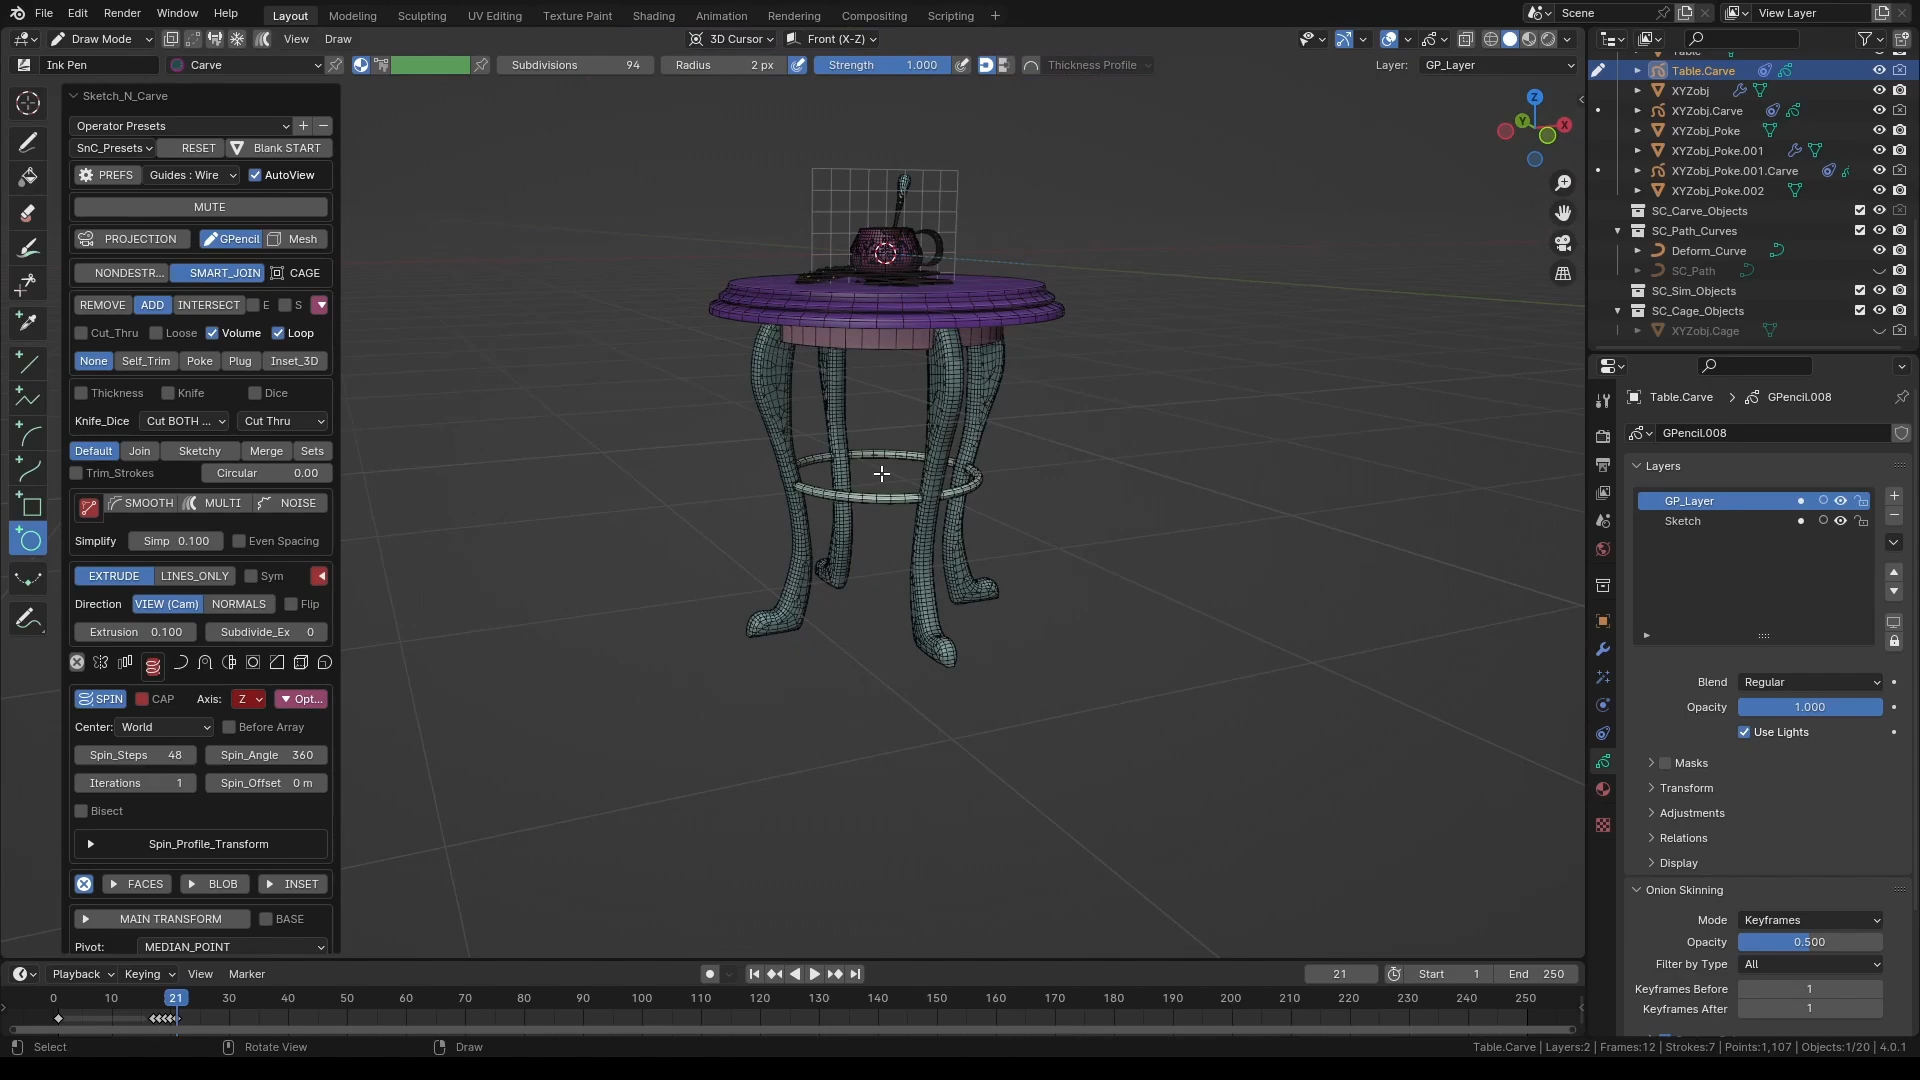 File Edit Render Window Help Layout Modeling Sculpting UV Editing Texture Paint Shading Animation Rendering Compositing Scripting + Scene View Layer
Draw Mode View Draw 3D Cursor Front (X-Z)
Ink Pen Carve Subdivisions 94 Radius 2 px Strength 1.000 Thickness Profile Layer: GP_Layer
Table.Carve
XYZobj
XYZobj.Carve
XYZobj_Poke
XYZobj_Poke.001
XYZobj_Poke.001.Carve
XYZobj_Poke.002
SC_Carve_Objects
SC_Path_Curves
Deform_Curve
SC_Path
SC_Sim_Objects
SC_Cage_Objects
XYZobj.Cage
Z
Y
X
Sketch_N_Carve
Operator Presets + −
SnC_Presets RESET Blank START
PREFS Guides : Wire AutoView
MUTE
PROJECTION GPencil Mesh
NONDESTR... SMART_JOIN CAGE
REMOVE ADD INTERSECT E S
Cut_Thru Loose Volume Loop
None Self_Trim Poke Plug Inset_3D
Thickness Knife Dice
Knife_Dice Cut BOTH ... Cut Thru
Default Join Sketchy Merge Sets
Trim_Strokes Circular 0.00
SMOOTH MULTI NOISE
Simplify Simp 0.100 Even Spacing
EXTRUDE LINES_ONLY Sym
Direction VIEW (Cam) NORMALS Flip
Extrusion 0.100 Subdivide_Ex 0
SPIN CAP Axis: Z Opt...
Center: World Before Array
Spin_Steps 48 Spin_Angle 360
Iterations 1 Spin_Offset 0 m
Bisect
Spin_Profile_Transform
FACES BLOB INSET
MAIN TRANSFORM BASE
Pivot: MEDIAN_POINT
Table.Carve GPencil.008
GPencil.008
Layers
GP_Layer
Sketch
Blend Regular
Opacity 1.000
Use Lights
Masks
Transform
Adjustments
Relations
Display
Onion Skinning
Mode Keyframes
Opacity 0.500
Filter by Type All
Keyframes Before 1
Keyframes After 1
Playback Keying View Marker 21 Start 1 End 250
0 10 21 30 40 50 60 70 80 90 100 110 120 130 140 150 160 170 180 190 200 210 220 230 240 250
Select Rotate View Draw Table.Carve | Layers:2 | Frames:12 | Strokes:7 | Points:1,107 | Objects:1/20 | 4.0.1